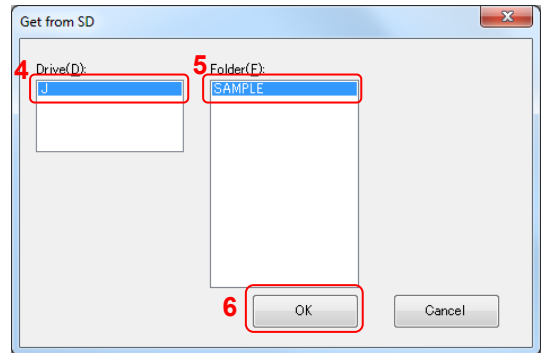 Get from SD
4 Drive(D): 5 Folder(F):
J SAMPLE
6 OK Cancel